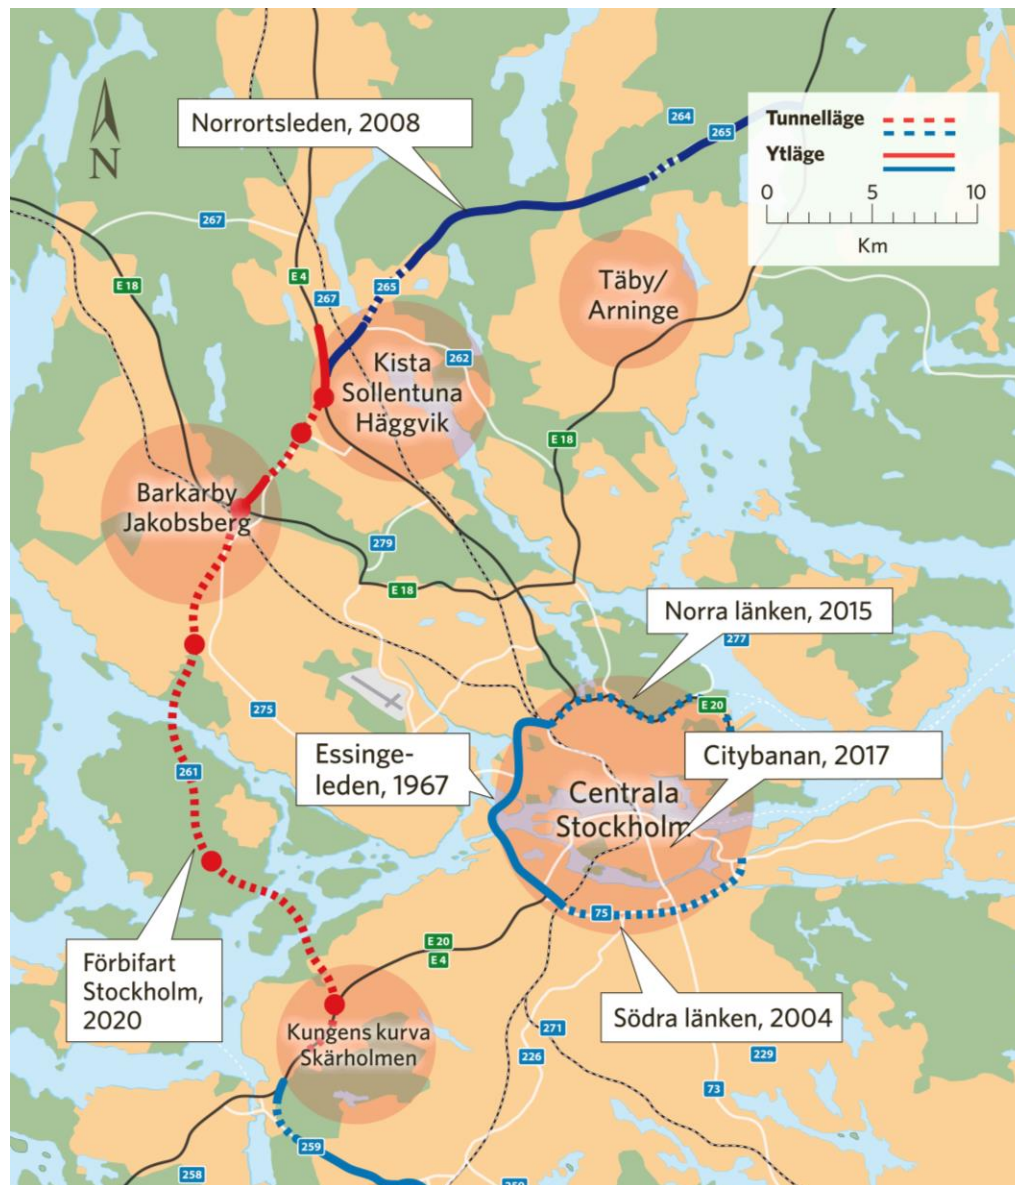 Norrortsleden, 2008
264
265
Tunnelläge
Ytläge
0 5 10
Km
N
267
E 18
E 4
267
265
Täby/
Arninge
262
Kista
Sollentuna
Häggvik
E 18
Barkarby
Jakobsberg
279
E 18
Norra länken, 2015
277
275
E 20
Essinge-
leden, 1967
Citybanan, 2017
261
Centrala
Stockholm
75
Förbifart
Stockholm,
2020
E 20
E 4
Södra länken, 2004
Kungens kurva
Skärholmen
271
226
229
73
259
258
259